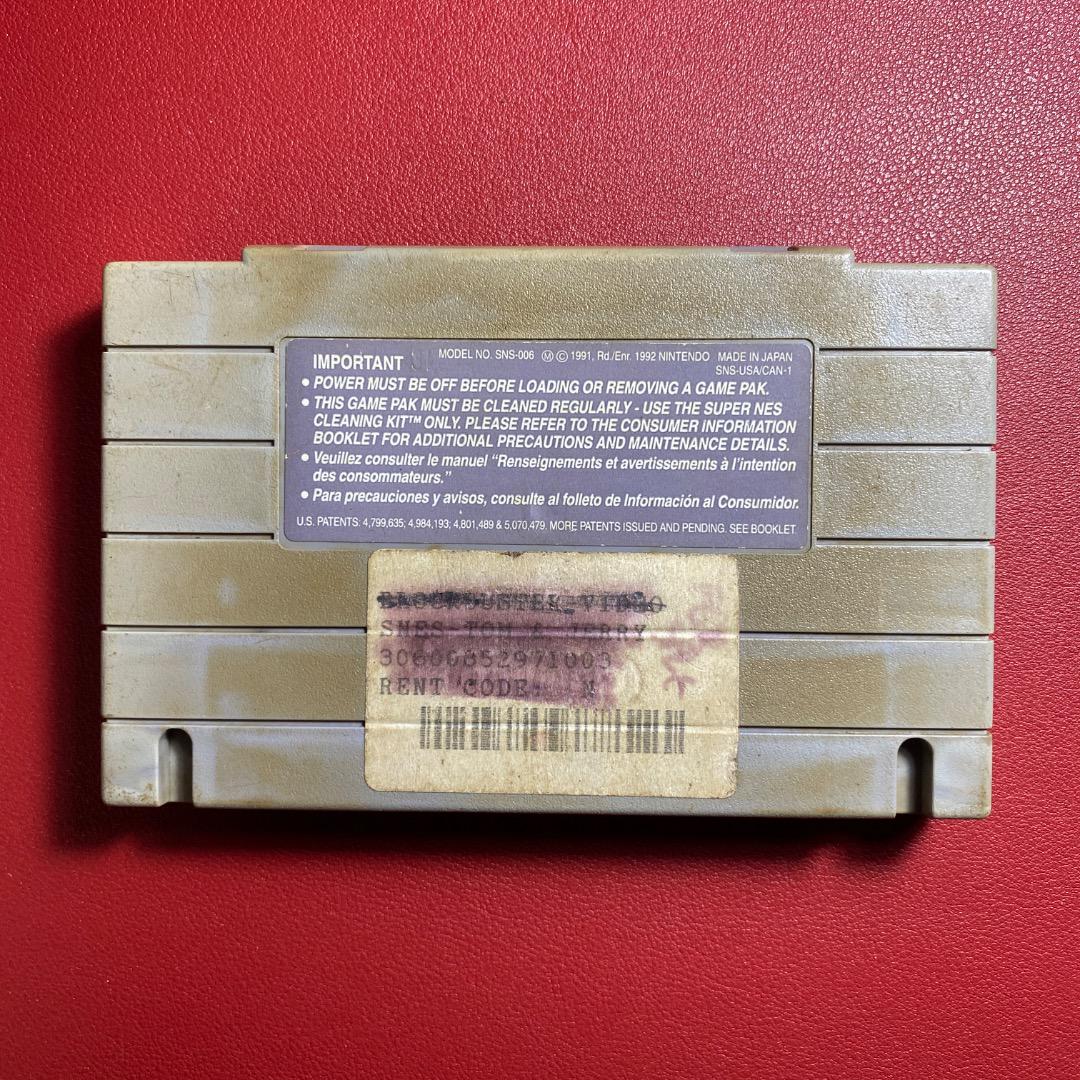 IMPORTANT
MODEL NO. SNS-006 Ⓜ © 1991, Rd./Enr. 1992 NINTENDO MADE IN JAPAN
SNS-USA/CAN-1
• POWER MUST BE OFF BEFORE LOADING OR REMOVING A GAME PAK.
• THIS GAME PAK MUST BE CLEANED REGULARLY - USE THE SUPER NES
CLEANING KIT™ ONLY. PLEASE REFER TO THE CONSUMER INFORMATION
BOOKLET FOR ADDITIONAL PRECAUTIONS AND MAINTENANCE DETAILS.
• Veuillez consulter le manuel “Renseignements et avertissements à l'intention
des consommateurs.”
• Para precauciones y avisos, consulte al folleto de Información al Consumidor.
U.S. PATENTS: 4,799,635; 4,984,193; 4,801,489 & 5,070,479. MORE PATENTS ISSUED AND PENDING. SEE BOOKLET
BLOCKBUSTER VIDEO
SNES TOM & JERRY
30600852971003
RENT CODE: N